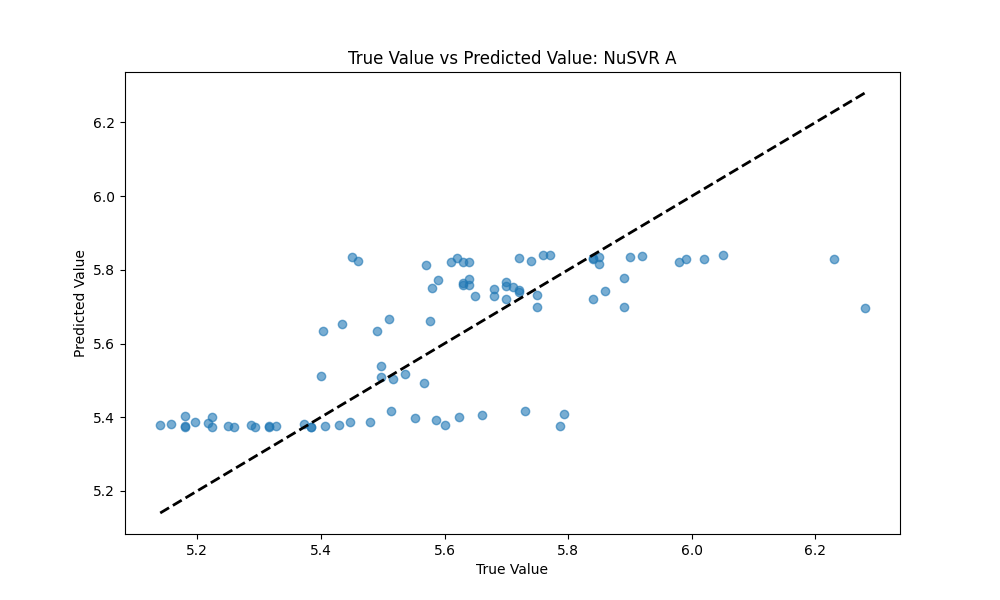 True Value vs Predicted Value: NuSVR A
Predicted Value
6.2
6.0
5.8
5.6
5.4
5.2
5.2 5.4 5.6 5.8 6.0 6.2
True Value